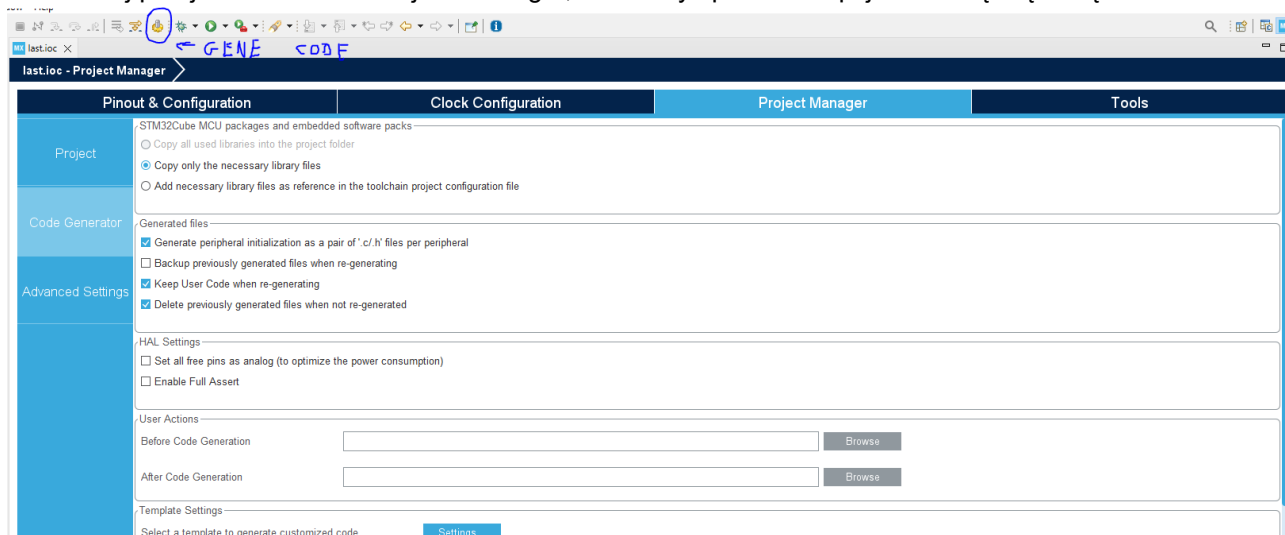 last.ioc
← GENE CODE
last.ioc - Project Manager
Pinout & Configuration
Clock Configuration
Project Manager
Tools
Project
Code Generator
Advanced Settings
STM32Cube MCU packages and embedded software packs
Copy all used libraries into the project folder
Copy only the necessary library files
Add necessary library files as reference in the toolchain project configuration file
Generated files
Generate peripheral initialization as a pair of '.c/.h' files per peripheral
Backup previously generated files when re-generating
Keep User Code when re-generating
Delete previously generated files when not re-generated
HAL Settings
Set all free pins as analog (to optimize the power consumption)
Enable Full Assert
User Actions
Before Code Generation
Browse
After Code Generation
Browse
Template Settings
Select a template to generate customized code
Settings...